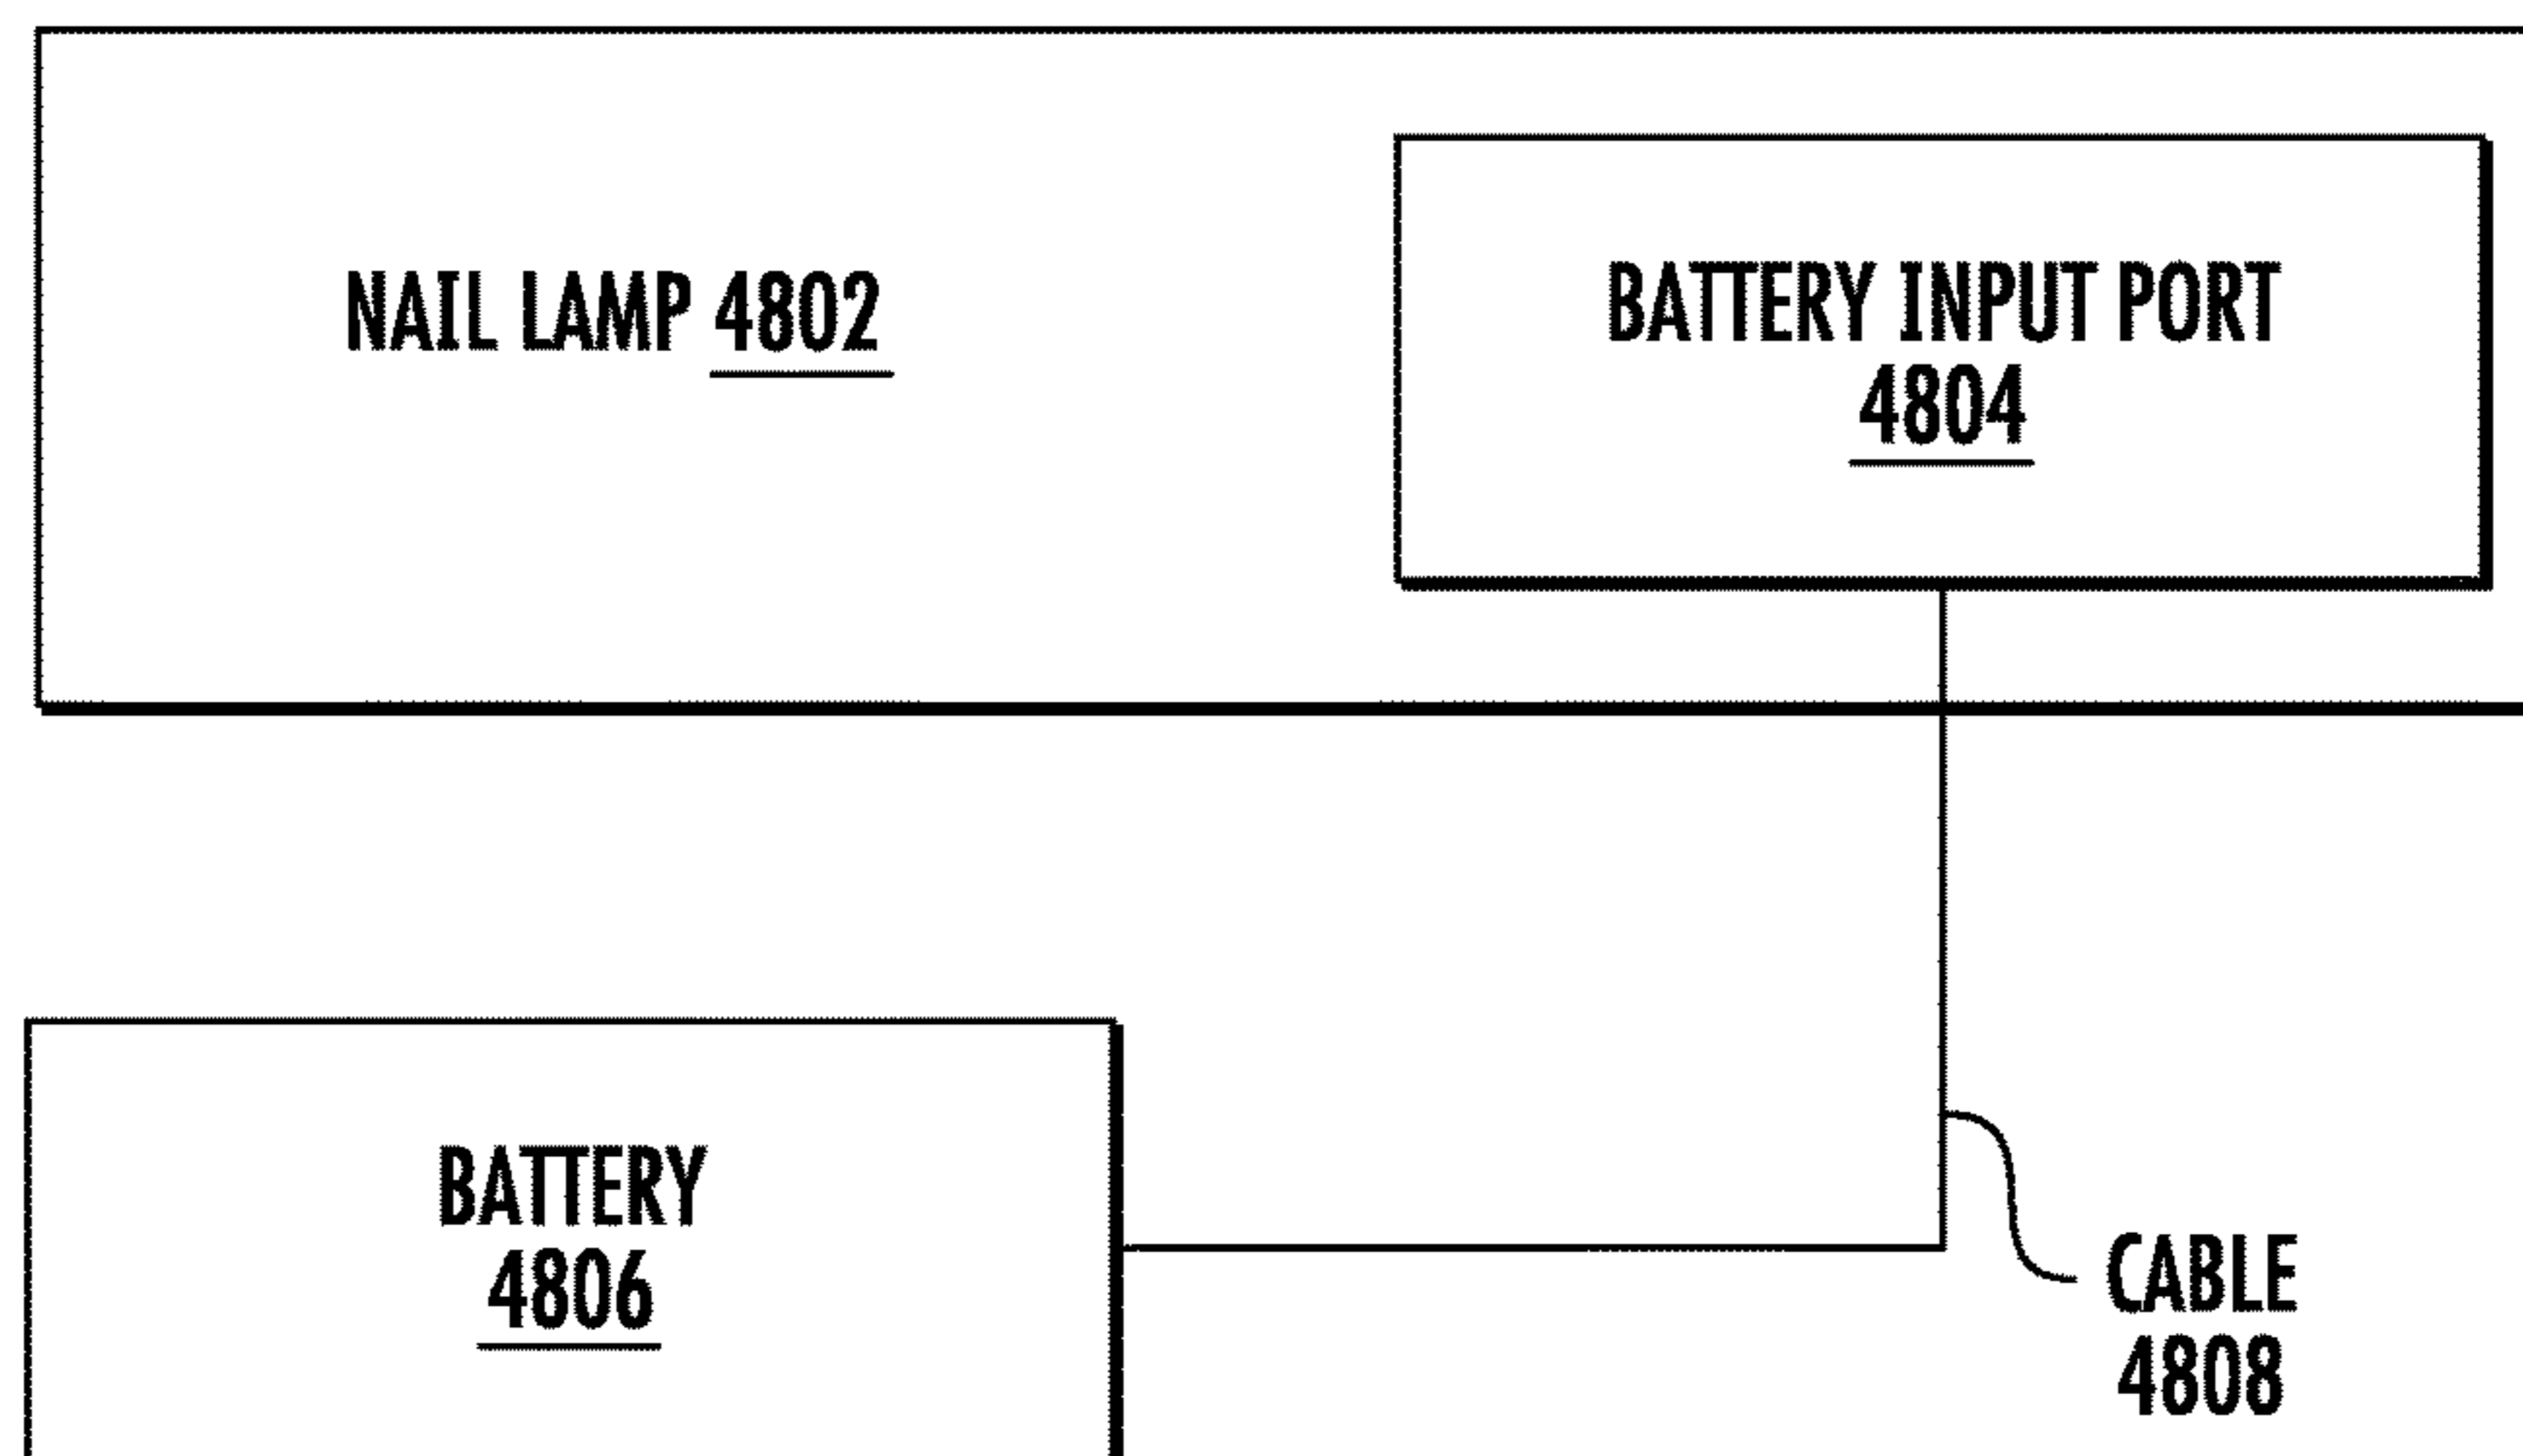 NAIL LAMP 4802
BATTERY INPUT PORT
4804
BATTERY
4806
CABLE
4808